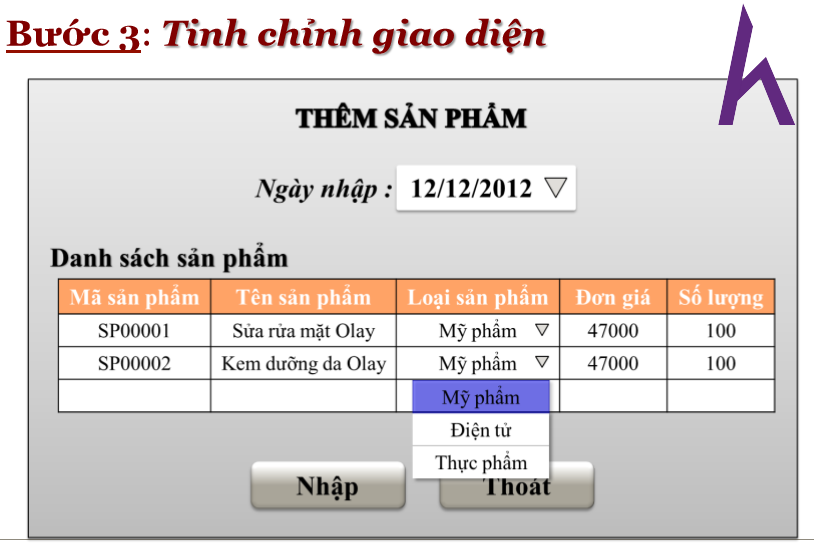 Bước 3: Tinh chỉnh giao diện
THÊM SẢN PHẨM
Ngày nhập : 12/12/2012
Danh sách sản phẩm
Mã sản phẩm Tên sản phẩm Loại sản phẩm Đơn giá Số lượng
SP00001 Sửa rửa mặt Olay Mỹ phẩm 47000 100
SP00002 Kem dưỡng da Olay Mỹ phẩm 47000 100
Mỹ phẩm
Điện tử
Thực phẩm
Nhập Thoát